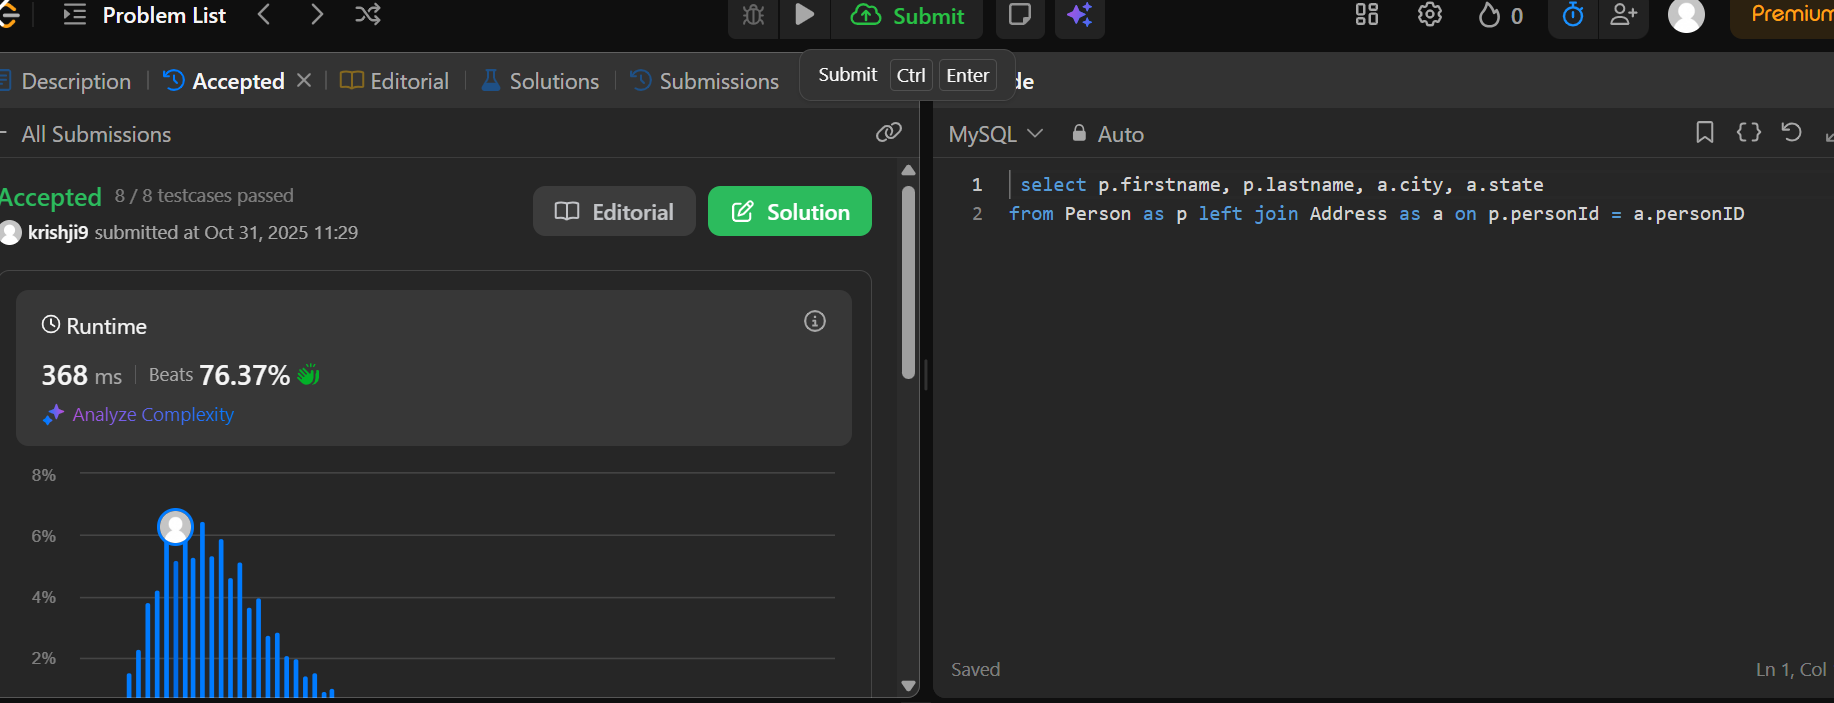 Problem List Submit 0 Premium
Description Accepted Editorial Solutions Submissions Submit Ctrl Enter de
All Submissions
MySQL Auto
Accepted 8 / 8 testcases passed
krishji9 submitted at Oct 31, 2025 11:29
Editorial Solution
1 select p.firstname, p.lastname, a.city, a.state
2 from Person as p left join Address as a on p.personId = a.personID
Runtime
368 ms Beats 76.37%
Analyze Complexity
8%
6%
4%
2%
Saved Ln 1, Col